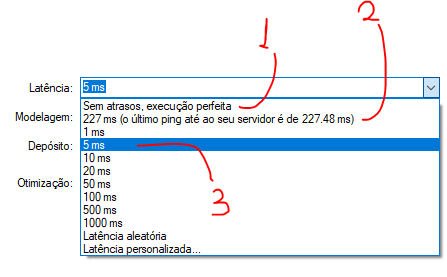 1
2
Latência:
5 ms
Sem atrasos, execução perfeita
Modelagem:
227 ms (o último ping até ao seu servidor é de 227.48 ms)
1 ms
Depósito:
5 ms
10 ms
20 ms
Otimização:
50 ms
100 ms
3
500 ms
1000 ms
Latência aleatória
Latência personalizada...